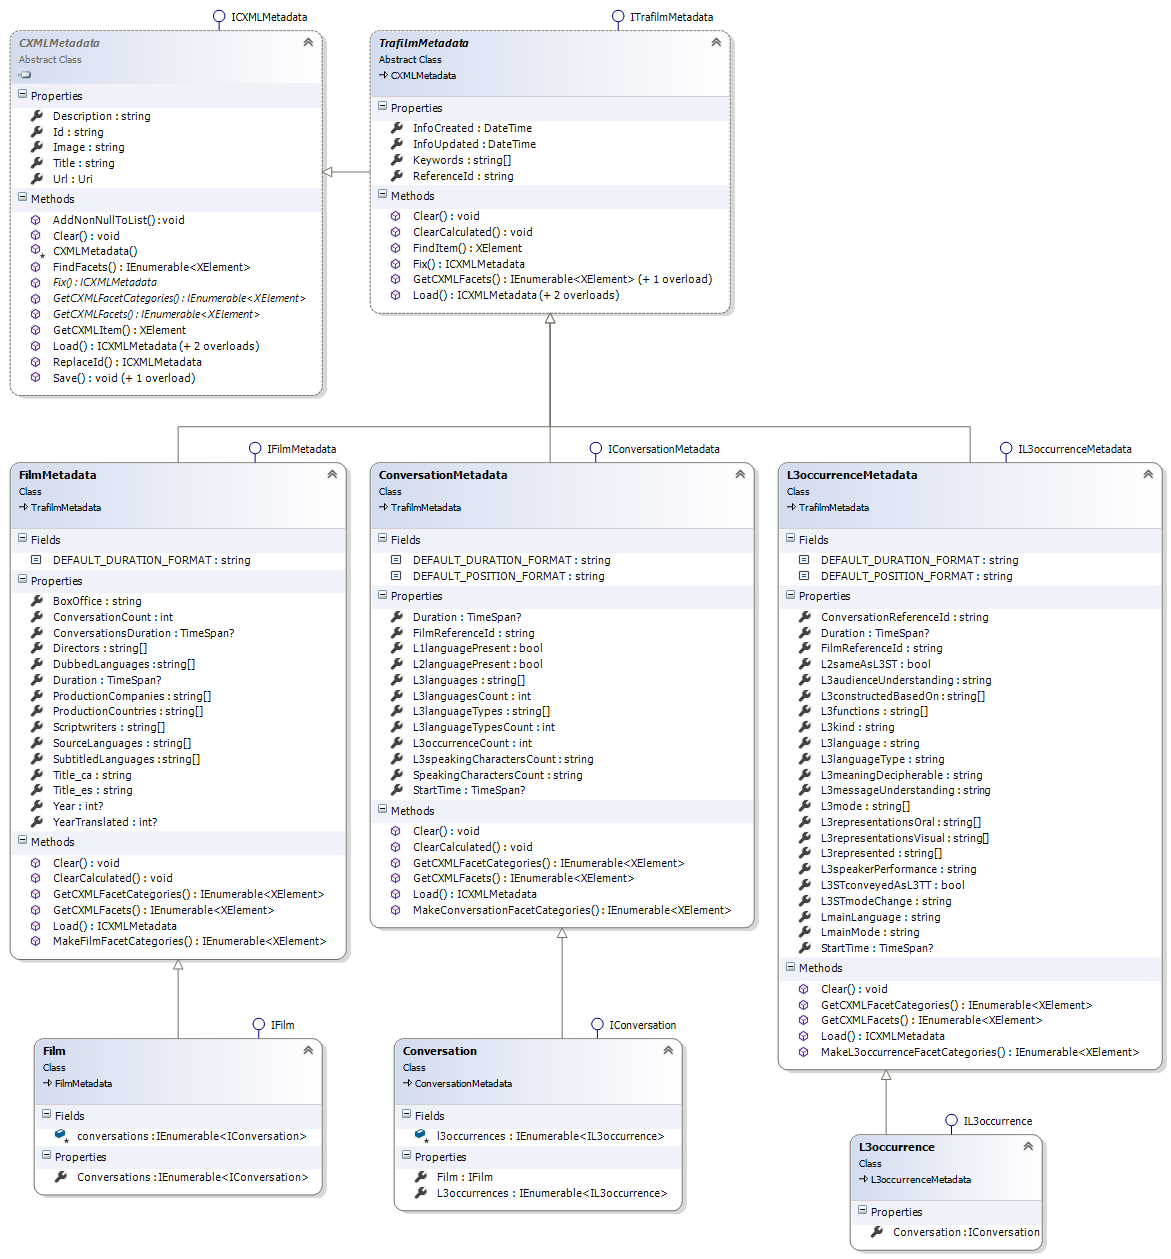 ICXMLMetadata
CXMLMetadata
Abstract Class
Properties
Description : string
Id : string
Image : string
Title : string
Url : Uri
Methods
AddNonNullToList() : void
Clear() : void
CXMLMetadata()
FindFacets() : IEnumerable<XElement>
Fix() : ICXMLMetadata
GetCXMLFacetCategories() : IEnumerable<XElement>
GetCXMLFacets() : IEnumerable<XElement>
GetCXMLItem() : XElement
Load() : ICXMLMetadata (+ 2 overloads)
ReplaceId() : ICXMLMetadata
Save() : void (+ 1 overload)
ITrafilmMetadata
TrafilmMetadata
Abstract Class
CXMLMetadata
Properties
InfoCreated : DateTime
InfoUpdated : DateTime
Keywords : string[]
ReferenceId : string
Methods
Clear() : void
ClearCalculated() : void
FindItem() : XElement
Fix() : ICXMLMetadata
GetCXMLFacets() : IEnumerable<XElement> (+ 1 overload)
Load() : ICXMLMetadata (+ 2 overloads)
IFilmMetadata
FilmMetadata
Class
TrafilmMetadata
Fields
DEFAULT_DURATION_FORMAT : string
Properties
BoxOffice : string
ConversationCount : int
ConversationsDuration : TimeSpan?
Directors : string[]
DubbedLanguages : string[]
Duration : TimeSpan?
ProductionCompanies : string[]
ProductionCountries : string[]
Scriptwriters : string[]
SourceLanguages : string[]
SubtitledLanguages : string[]
Title_ca : string
Title_es : string
Year : int?
YearTranslated : int?
Methods
Clear() : void
ClearCalculated() : void
GetCXMLFacetCategories() : IEnumerable<XElement>
GetCXMLFacets() : IEnumerable<XElement>
Load() : ICXMLMetadata
MakeFilmFacetCategories() : IEnumerable<XElement>
IConversationMetadata
ConversationMetadata
Class
TrafilmMetadata
Fields
DEFAULT_DURATION_FORMAT : string
DEFAULT_POSITION_FORMAT : string
Properties
Duration : TimeSpan?
FilmReferenceId : string
L1languagePresent : bool
L2languagePresent : bool
L3languages : string[]
L3languagesCount : int
L3languageTypes : string[]
L3languageTypesCount : int
L3occurrenceCount : int
L3speakingCharactersCount : string
SpeakingCharactersCount : string
StartTime : TimeSpan?
Methods
Clear() : void
ClearCalculated() : void
GetCXMLFacetCategories() : IEnumerable<XElement>
GetCXMLFacets() : IEnumerable<XElement>
Load() : ICXMLMetadata
MakeConversationFacetCategories() : IEnumerable<XElement>
IL3occurrenceMetadata
L3occurrenceMetadata
Class
TrafilmMetadata
Fields
DEFAULT_DURATION_FORMAT : string
DEFAULT_POSITION_FORMAT : string
Properties
ConversationReferenceId : string
Duration : TimeSpan?
FilmReferenceId : string
L2sameAsL3ST : bool
L3audienceUnderstanding : string
L3constructedBasedOn : string[]
L3functions : string[]
L3kind : string
L3language : string
L3languageType : string
L3meaningDecipherable : string
L3messageUnderstanding : string
L3mode : string[]
L3representationsOral : string[]
L3representationsVisual : string[]
L3represented : string[]
L3speakerPerformance : string
L3STconveyedAsL3TT : bool
L3STmodeChange : string
LmainLanguage : string
LmainMode : string
StartTime : TimeSpan?
Methods
Clear() : void
GetCXMLFacetCategories() : IEnumerable<XElement>
GetCXMLFacets() : IEnumerable<XElement>
Load() : ICXMLMetadata
MakeL3occurrenceFacetCategories() : IEnumerable<XElement>
IFilm
Film
Class
FilmMetadata
Fields
conversations : IEnumerable<IConversation>
Properties
Conversations : IEnumerable<IConversation>
IConversation
Conversation
Class
ConversationMetadata
Fields
l3occurrences : IEnumerable<IL3occurrence>
Properties
Film : IFilm
L3occurrences : IEnumerable<IL3occurrence>
IL3occurrence
L3occurrence
Class
L3occurrenceMetadata
Properties
Conversation : IConversation